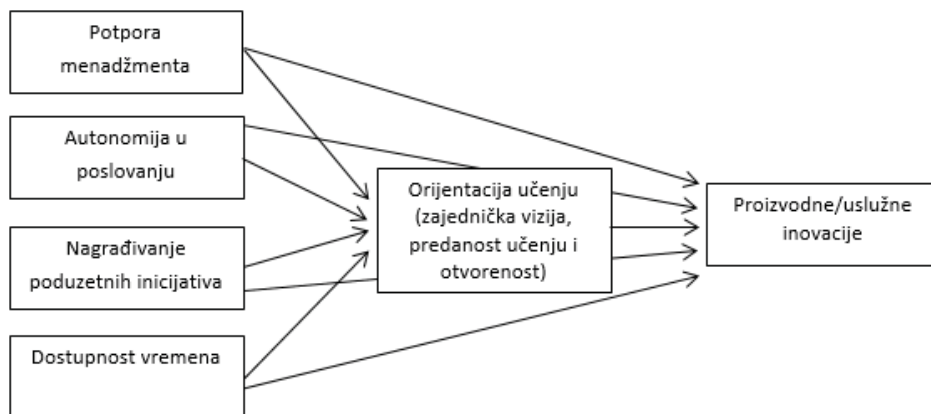 Potpora
menadžmenta
Autonomija u
poslovanju
Nagrađivanje
poduzetnih inicijativa
Dostupnost vremena
Orijentacija učenju
(zajednička vizija,
predanost učenju i
otvorenost)
Proizvodne/uslužne
inovacije